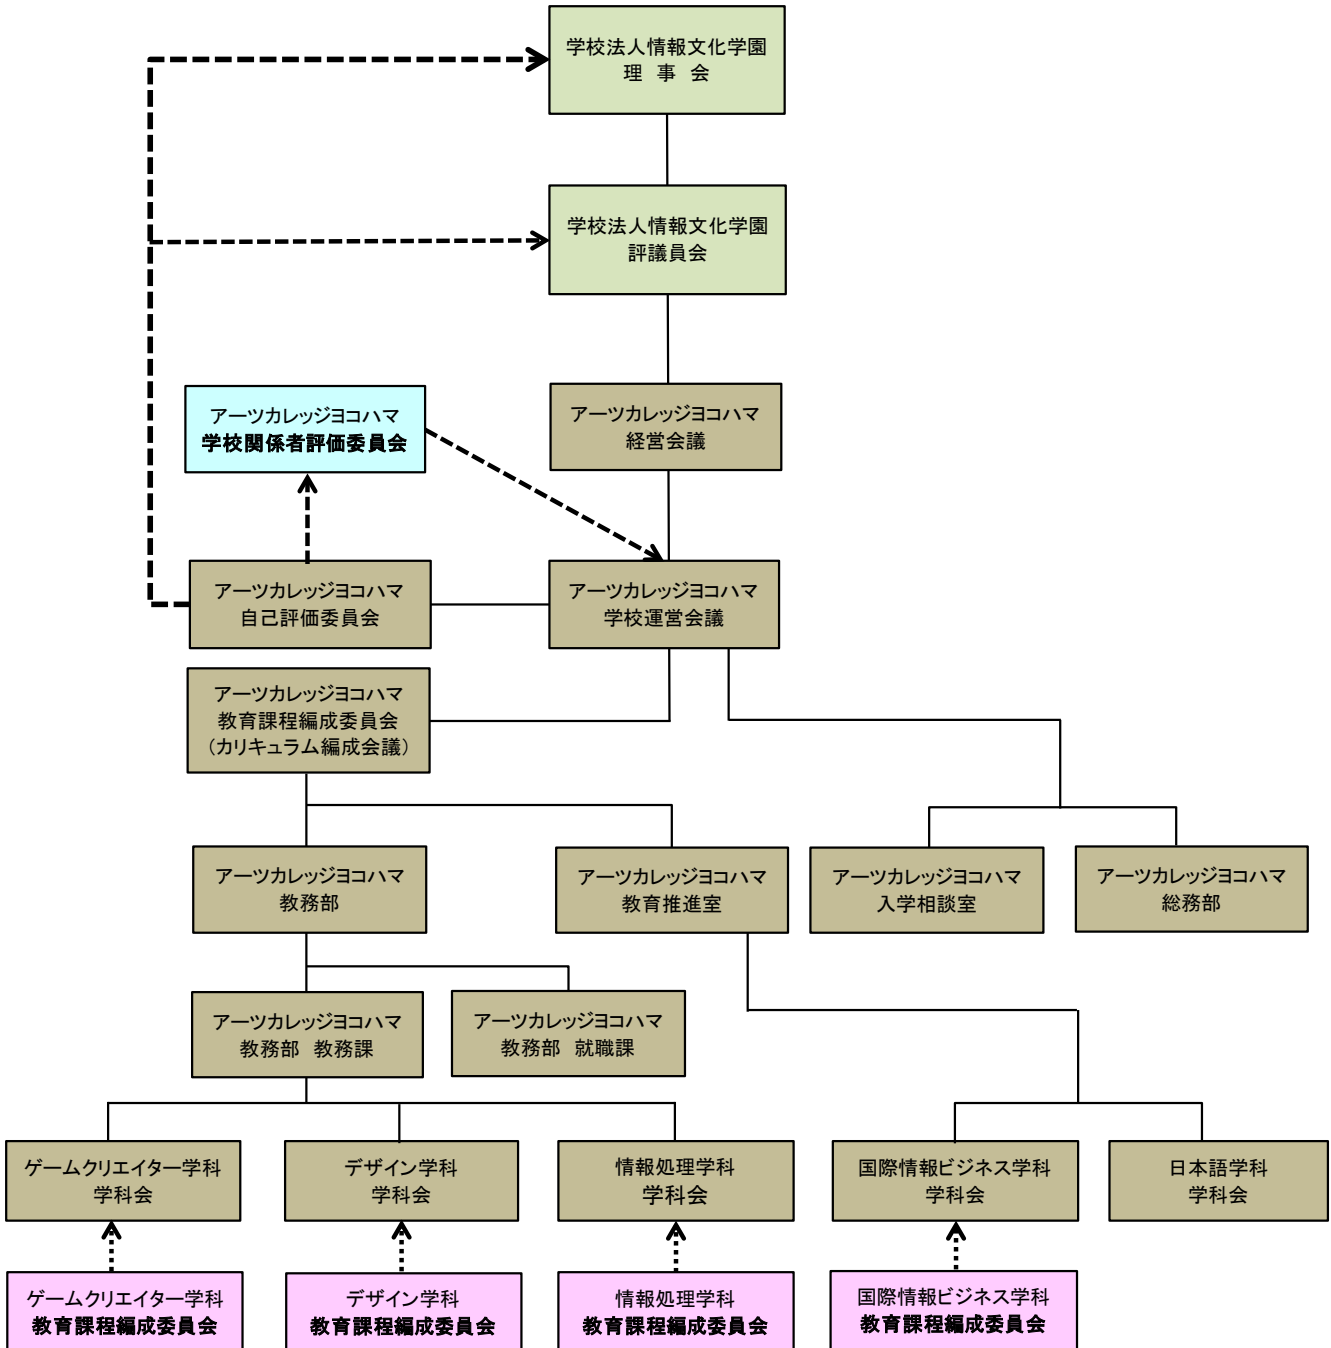 学校法人情報文化学園
理　事　会
学校法人情報文化学園
評議員会
アーツカレッジヨコハマ
学校関係者評価委員会
アーツカレッジヨコハマ
経営会議
アーツカレッジヨコハマ
自己評価委員会
アーツカレッジヨコハマ
学校運営会議
アーツカレッジヨコハマ
教育課程編成委員会
（カリキュラム編成会議）
アーツカレッジヨコハマ
教務部
アーツカレッジヨコハマ
教育推進室
アーツカレッジヨコハマ
入学相談室
アーツカレッジヨコハマ
総務部
アーツカレッジヨコハマ
教務部　教務課
アーツカレッジヨコハマ
教務部　就職課
ゲームクリエイター学科
学科会
デザイン学科
学科会
情報処理学科
学科会
国際情報ビジネス学科
学科会
日本語学科
学科会
ゲームクリエイター学科
教育課程編成委員会
デザイン学科
教育課程編成委員会
情報処理学科
教育課程編成委員会
国際情報ビジネス学科
教育課程編成委員会